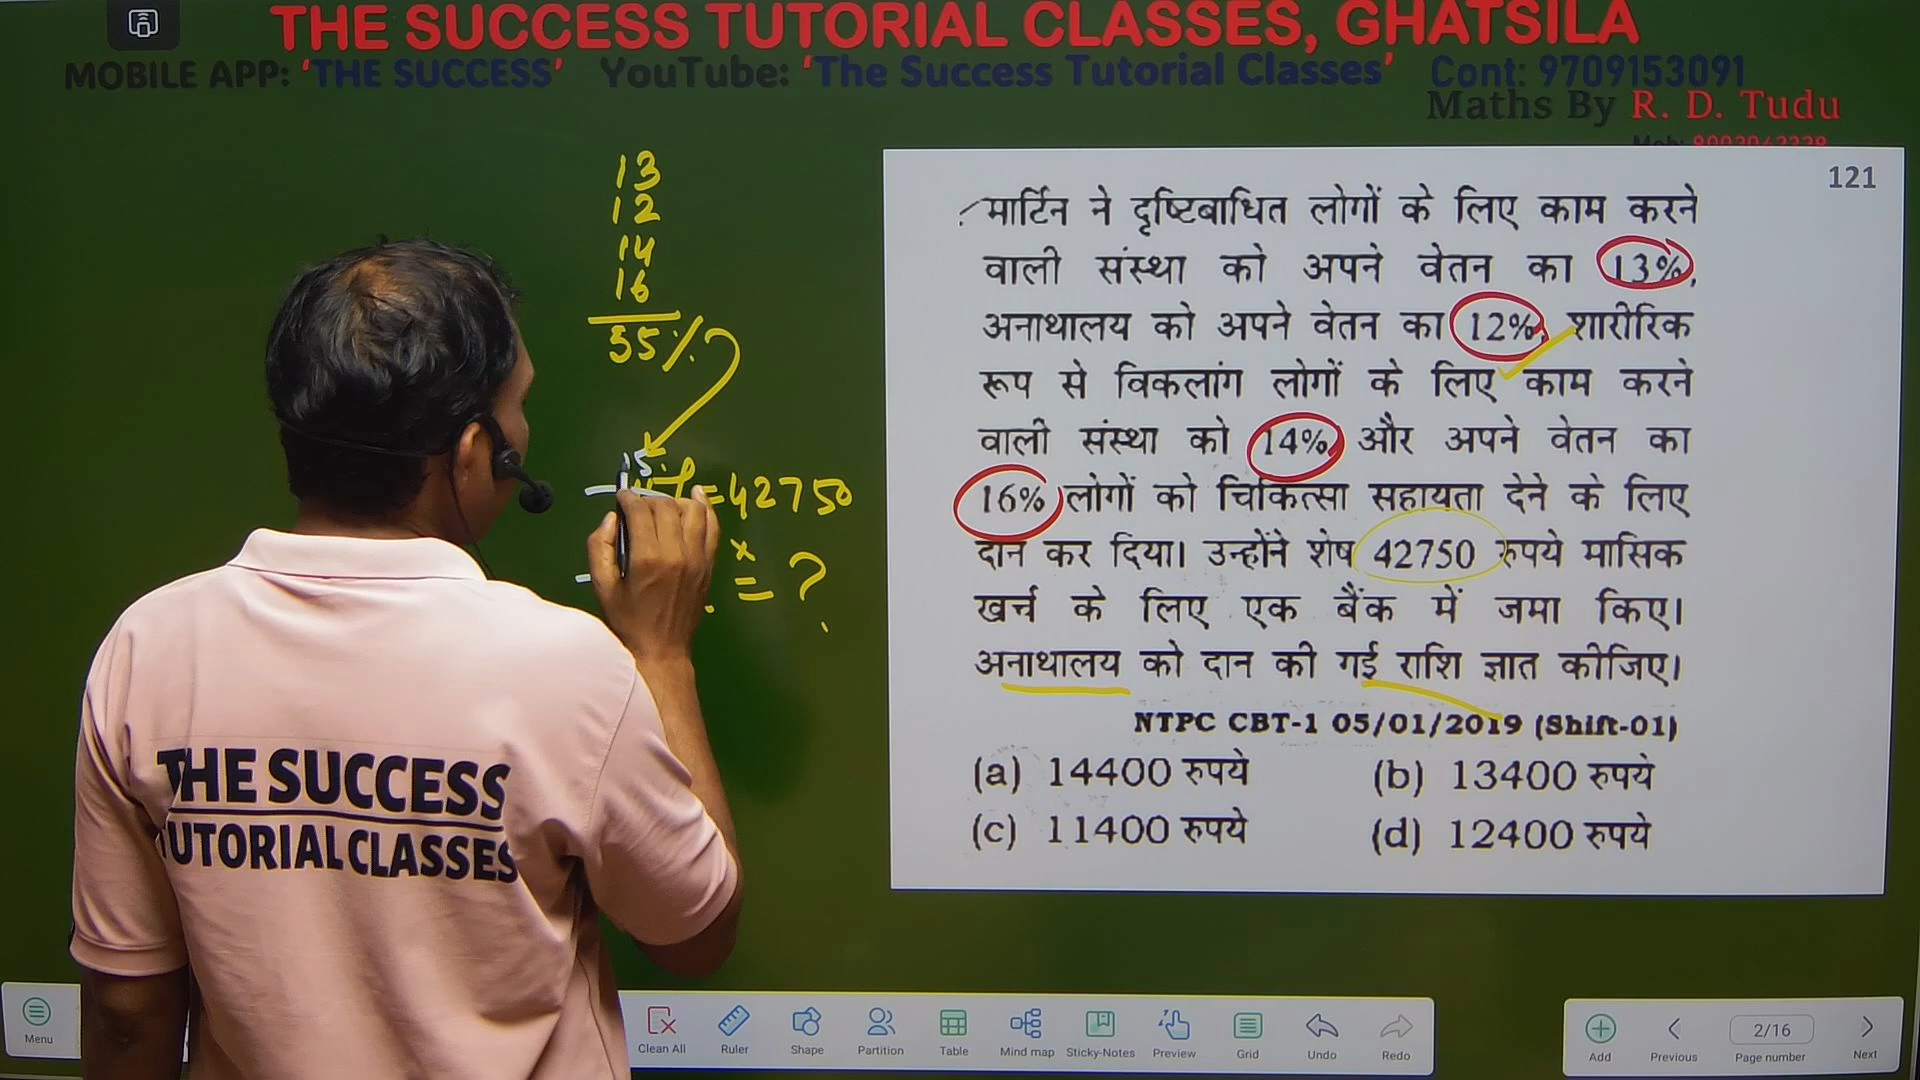 THE SUCCESS TUTORIAL CLASSES, GHATSILA
MOBILE APP: ‘THE SUCCESS’ YouTube: ‘The Success Tutorial Classes’ Cont: 9709153091
Maths By R. D. Tudu
121
मार्टिन ने दृष्टिबाधित लोगों के लिए काम करने
वाली संस्था को अपने वेतन का 13%,
अनाथालय को अपने वेतन का 12%, शारीरिक
रूप से विकलांग लोगों के लिए काम करने
वाली संस्था को 14% और अपने वेतन का
16% लोगों को चिकित्सा सहायता देने के लिए
दान कर दिया। उन्होंने शेष 42750 रुपये मासिक
खर्च के लिए एक बैंक में जमा किए।
अनाथालय को दान की गई राशि ज्ञात कीजिए।
NTPC CBT-1 05/01/2019 (Shift-01)
(a) 14400 रुपये (b) 13400 रुपये
(c) 11400 रुपये (d) 12400 रुपये
13
12
14
16
55%
= 42750
x
= ?
THE SUCCESS
TUTORIAL CLASSES
Menu
Clean All Ruler Shape Partition Table Mind map Sticky-Notes Preview Grid Undo Redo
Add Previous 2/16 Page number Next